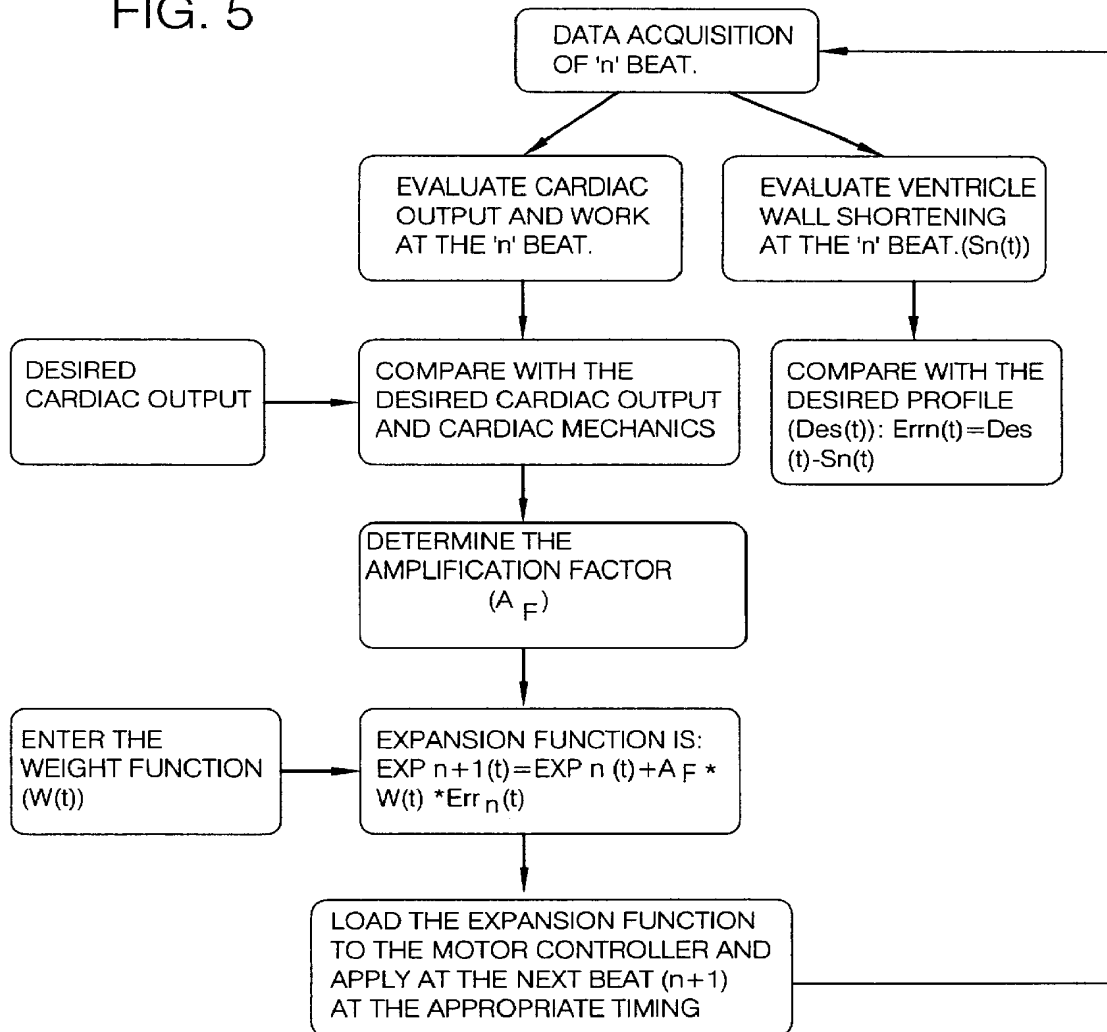 FIG. 5
DATA ACQUISITION
OF 'n' BEAT.
EVALUATE CARDIAC
OUTPUT AND WORK
AT THE 'n' BEAT.
EVALUATE VENTRICLE
WALL SHORTENING
AT THE 'n' BEAT.(Sn(t))
DESIRED
CARDIAC OUTPUT
COMPARE WITH THE
DESIRED CARDIAC OUTPUT
AND CARDIAC MECHANICS
COMPARE WITH THE
DESIRED PROFILE
(Des(t)): Errn(t)=Des
(t)-Sn(t)
DETERMINE THE
AMPLIFICATION FACTOR
(A F)
ENTER THE
WEIGHT FUNCTION
(W(t))
EXPANSION FUNCTION IS:
EXP n+1(t)=EXP n (t)+A F *
W(t) *Err n(t)
LOAD THE EXPANSION FUNCTION
TO THE MOTOR CONTROLLER AND
APPLY AT THE NEXT BEAT (n+1)
AT THE APPROPRIATE TIMING